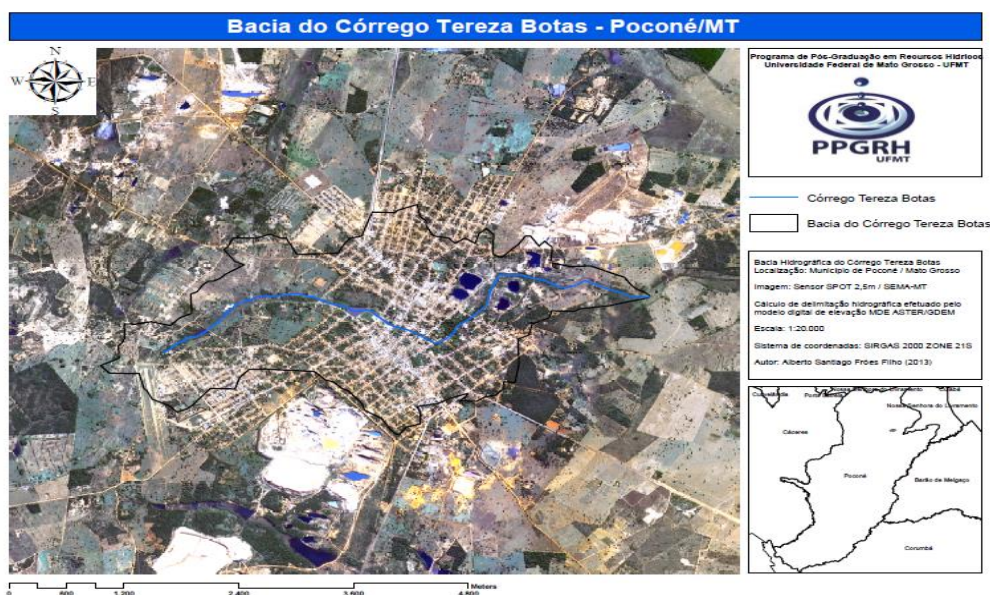 Bacia do Córrego Tereza Botas - Poconé/MT
N
W
E
S
Programa de Pós-Graduação em Recursos Hídricos
Universidade Federal de Mato Grosso - UFMT
PPGRH
UFMT
Córrego Tereza Botas
Bacia do Córrego Tereza Botas
Bacia Hidrográfica do Córrego Tereza Botas
Localização: Município de Poconé / Mato Grosso
Imagem: Sensor SPOT 2,5m / SEMA-MT
Cálculo de delimitação hidrográfica efetuado pelo
modelo digital de elevação MDE ASTER/GDEM
Escala: 1:20.000
Sistema de coordenadas: SIRGAS 2000 ZONE 21S
Autor: Alberto Santiago Fróes Filho (2013)
Nossa Senhora do Livramento
Cuiabá
Nossa Senhora do Livramento
Cáceres
Poconé
Barão de Melgaço
Corumbá
Meters
0 600 1.200 2.400 3.600 4.800